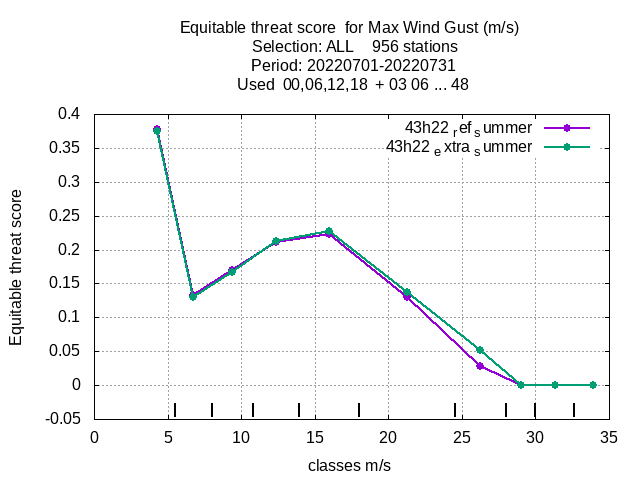 Equitable threat score  for Max Wind Gust (m/s)
Selection: ALL    956 stations
Period: 20220701-20220731
Used  00,06,12,18  + 03 06 ... 48
0.4
0.35
0.3
0.25
0.2
0.15
0.1
0.05
0
-0.05
Equitable threat score
43h22 ref summer
43h22 extra summer
0 5 10 15 20 25 30 35
classes m/s